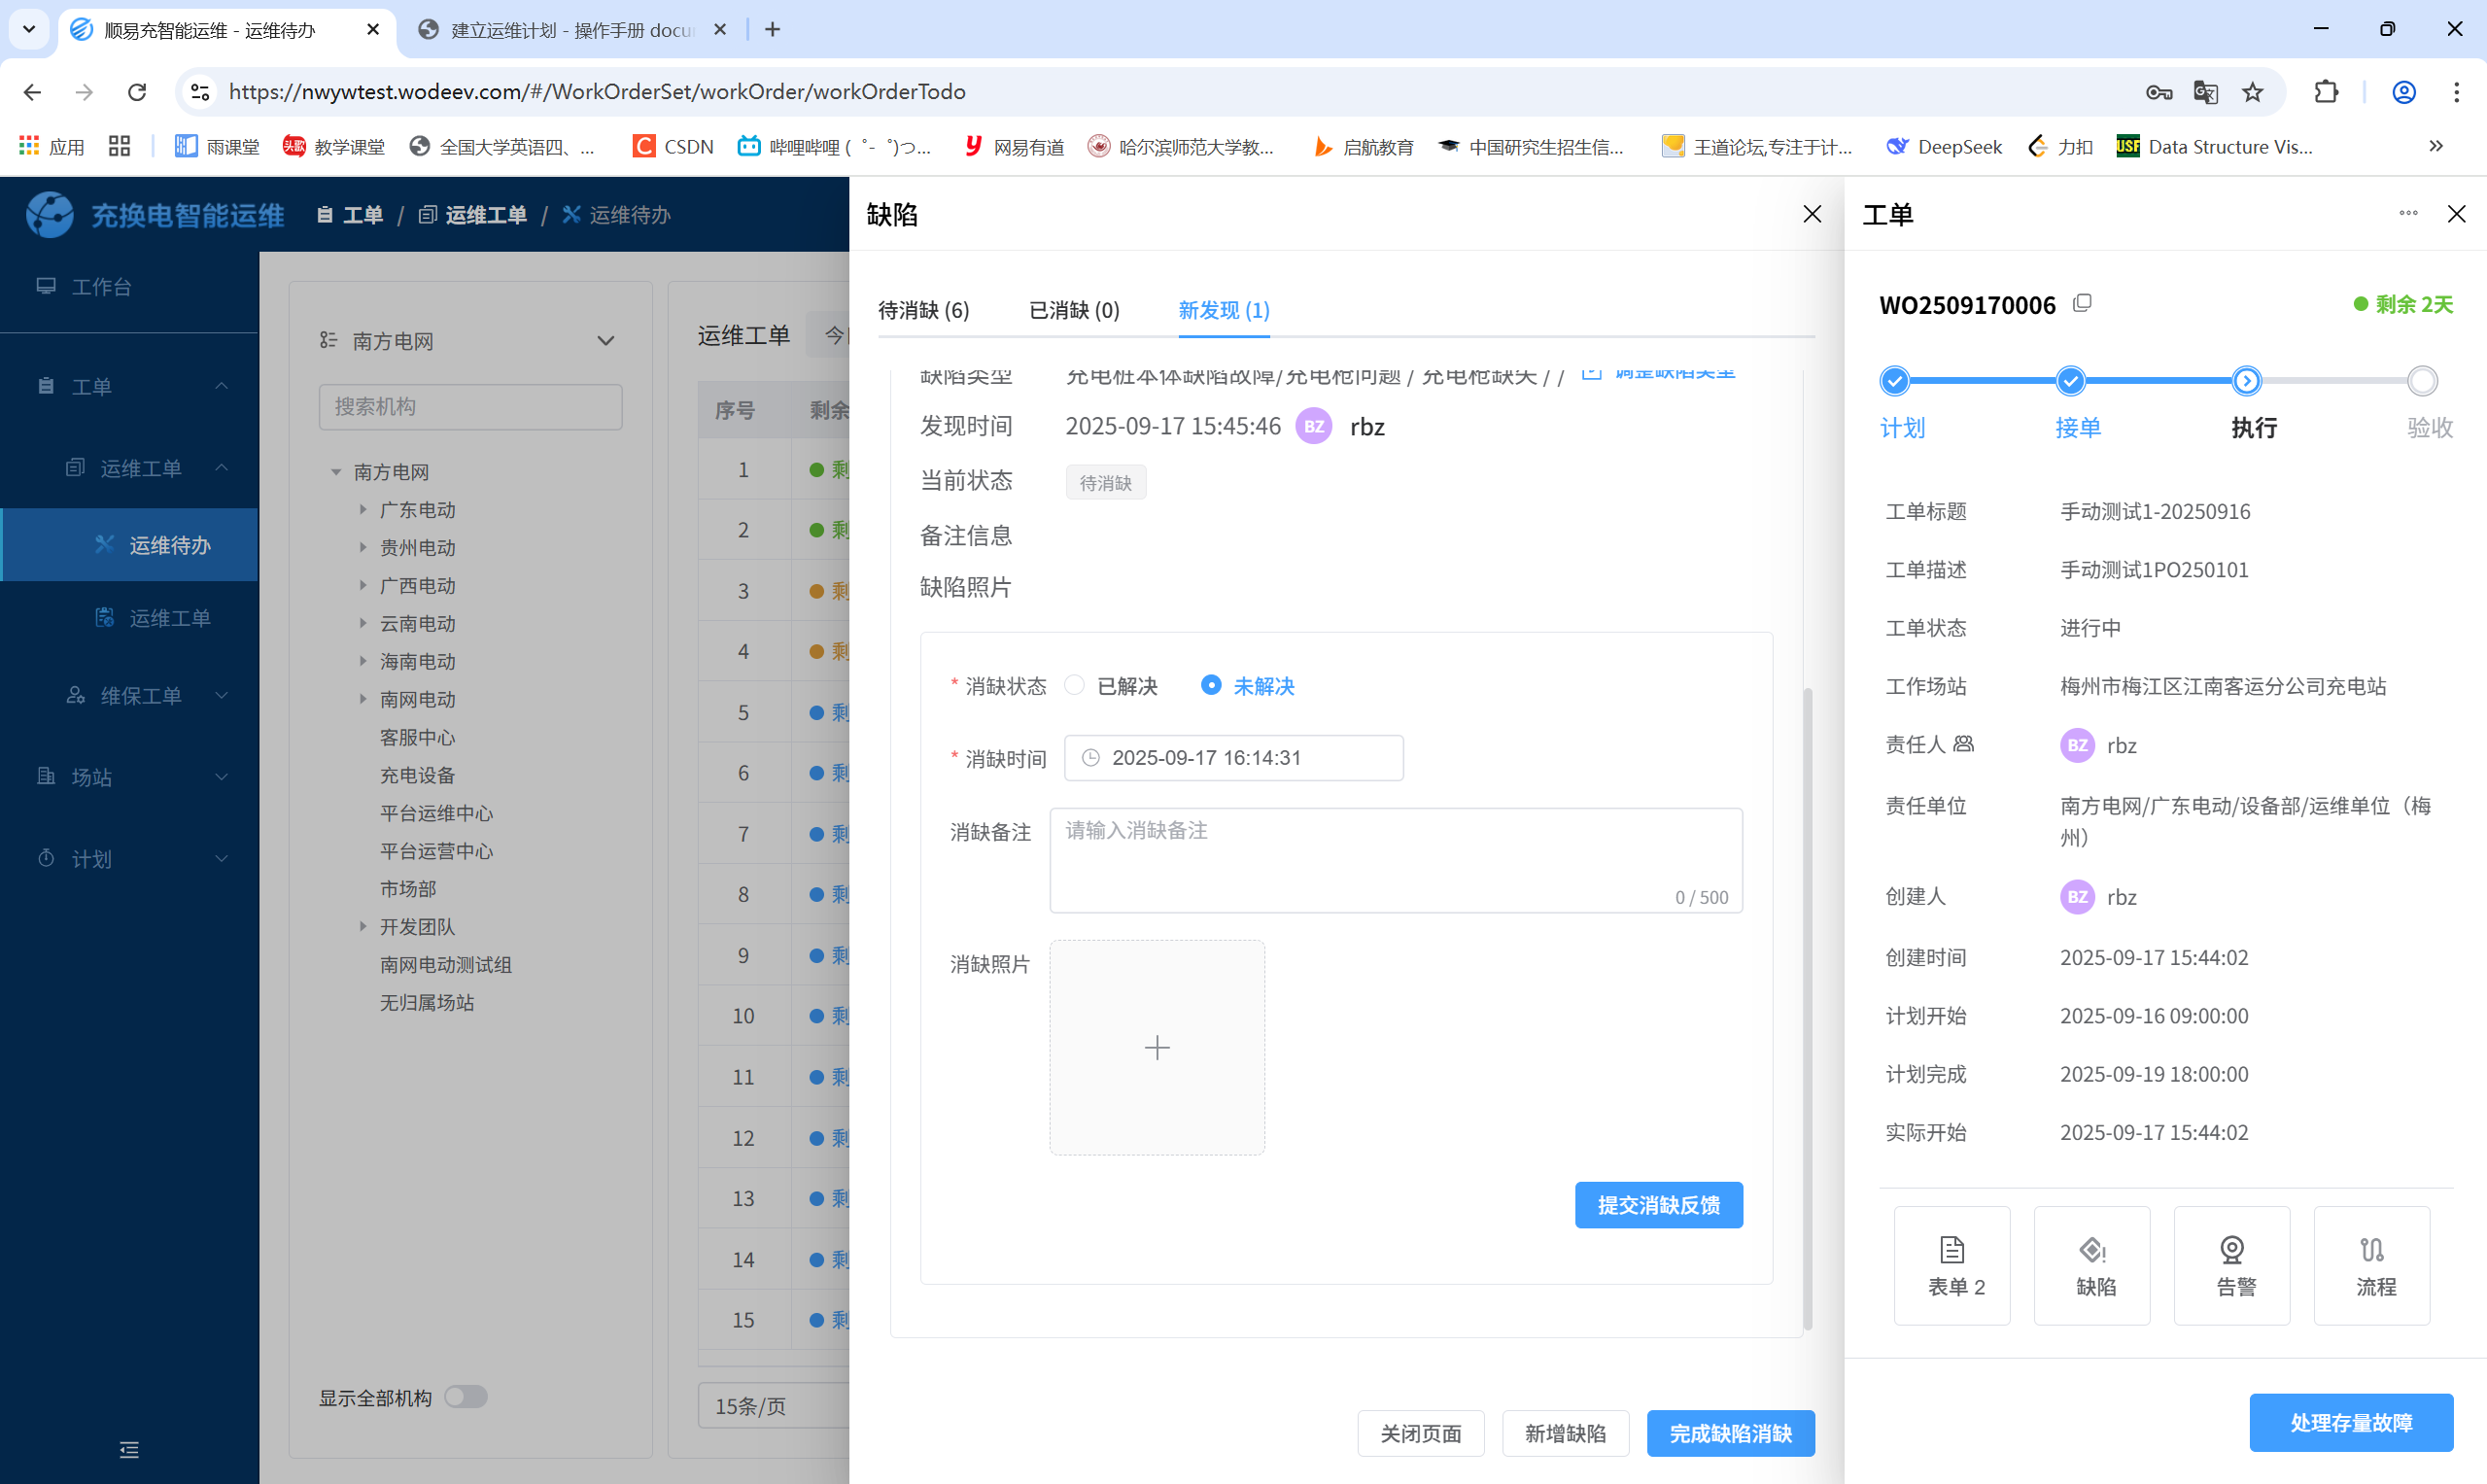 顺易充智能运维 - 运维待办
建立运维计划 - 操作手册 docu
https://nwywtest.wodeev.com/#/WorkOrderSet/workOrder/workOrderTodo
应用
雨课堂
教学课堂
全国大学英语四、...
CSDN
哔哩哔哩 ( ゜- ゜)つ...
网易有道
哈尔滨师范大学教...
启航教育
中国研究生招生信...
王道论坛,专注于计...
DeepSeek
力扣
Data Structure Vis...
充换电智能运维
工单 / 运维工单 / 运维待办
工作台
工单
运维工单
运维待办
运维工单
维保工单
场站
计划
南方电网
搜索机构
南方电网
广东电动
贵州电动
广西电动
云南电动
海南电动
南网电动
客服中心
充电设备
平台运维中心
平台运营中心
市场部
开发团队
南网电动测试组
无归属场站
显示全部机构
运维工单
今
序号 剩余
1 剩
2 剩
3 剩
4 剩
5 剩
6 剩
7 剩
8 剩
9 剩
10 剩
11 剩
12 剩
13 剩
14 剩
15 剩
15条/页
缺陷
待消缺 (6)
已消缺 (0)
新发现 (1)
缺陷类型 充电桩本体缺陷故障/充电枪问题 / 充电枪缺失 / / 调整缺陷类型
发现时间 2025-09-17 15:45:46 BZ rbz
当前状态 待消缺
备注信息
缺陷照片
* 消缺状态 已解决 未解决
* 消缺时间 2025-09-17 16:14:31
消缺备注 请输入消缺备注
0 / 500
消缺照片
提交消缺反馈
关闭页面 新增缺陷 完成缺陷消缺
工单
WO2509170006 剩余 2天
计划 接单 执行 验收
工单标题 手动测试1-20250916
工单描述 手动测试1PO250101
工单状态 进行中
工作场站 梅州市梅江区江南客运分公司充电站
责任人 BZ rbz
责任单位 南方电网/广东电动/设备部/运维单位（梅
州）
创建人 BZ rbz
创建时间 2025-09-17 15:44:02
计划开始 2025-09-16 09:00:00
计划完成 2025-09-19 18:00:00
实际开始 2025-09-17 15:44:02
表单 2 缺陷 告警 流程
处理存量故障